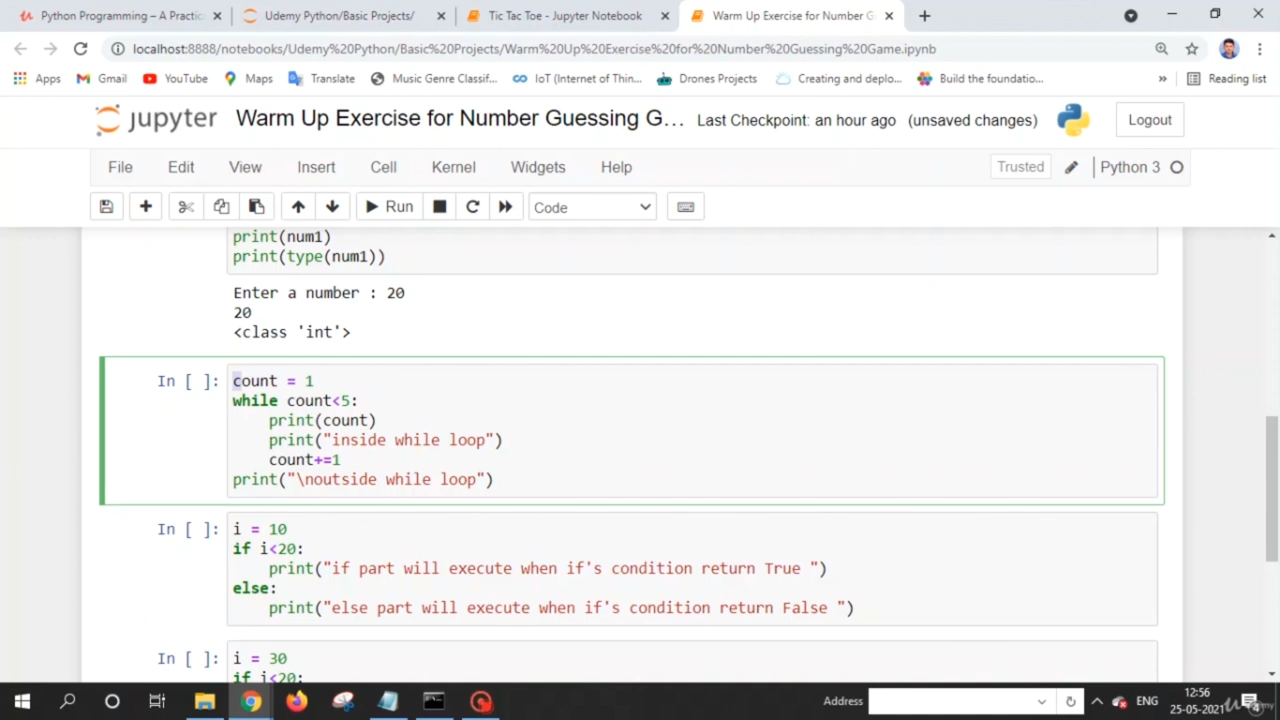 Python Programming – A Practic
Udemy Python/Basic Projects/
Tic Tac Toe - Jupyter Notebook
Warm Up Exercise for Number G
localhost:8888/notebooks/Udemy%20Python/Basic%20Projects/Warm%20Up%20Exercise%20for%20Number%20Guessing%20Game.ipynb
Apps
Gmail
YouTube
Maps
Translate
Music Genre Classif...
IoT (Internet of Thin...
Drones Projects
Creating and deplo...
Build the foundatio...
»
Reading list
jupyter
Warm Up Exercise for Number Guessing G...
Last Checkpoint: an hour ago
(unsaved changes)
Logout
File
Edit
View
Insert
Cell
Kernel
Widgets
Help
Trusted
Python 3
Run
Code
print(num1)
print(type(num1))
Enter a number : 20
20
<class 'int'>
In [ ]:
count = 1
while count<5:
    print(count)
    print("inside while loop")
    count+=1
print("\noutside while loop")
In [ ]:
i = 10
if i<20:
    print("if part will execute when if's condition return True ")
else:
    print("else part will execute when if's condition return False ")
In [ ]:
i = 30
if i<20:
Address
ENG
12:56
25-05-2021